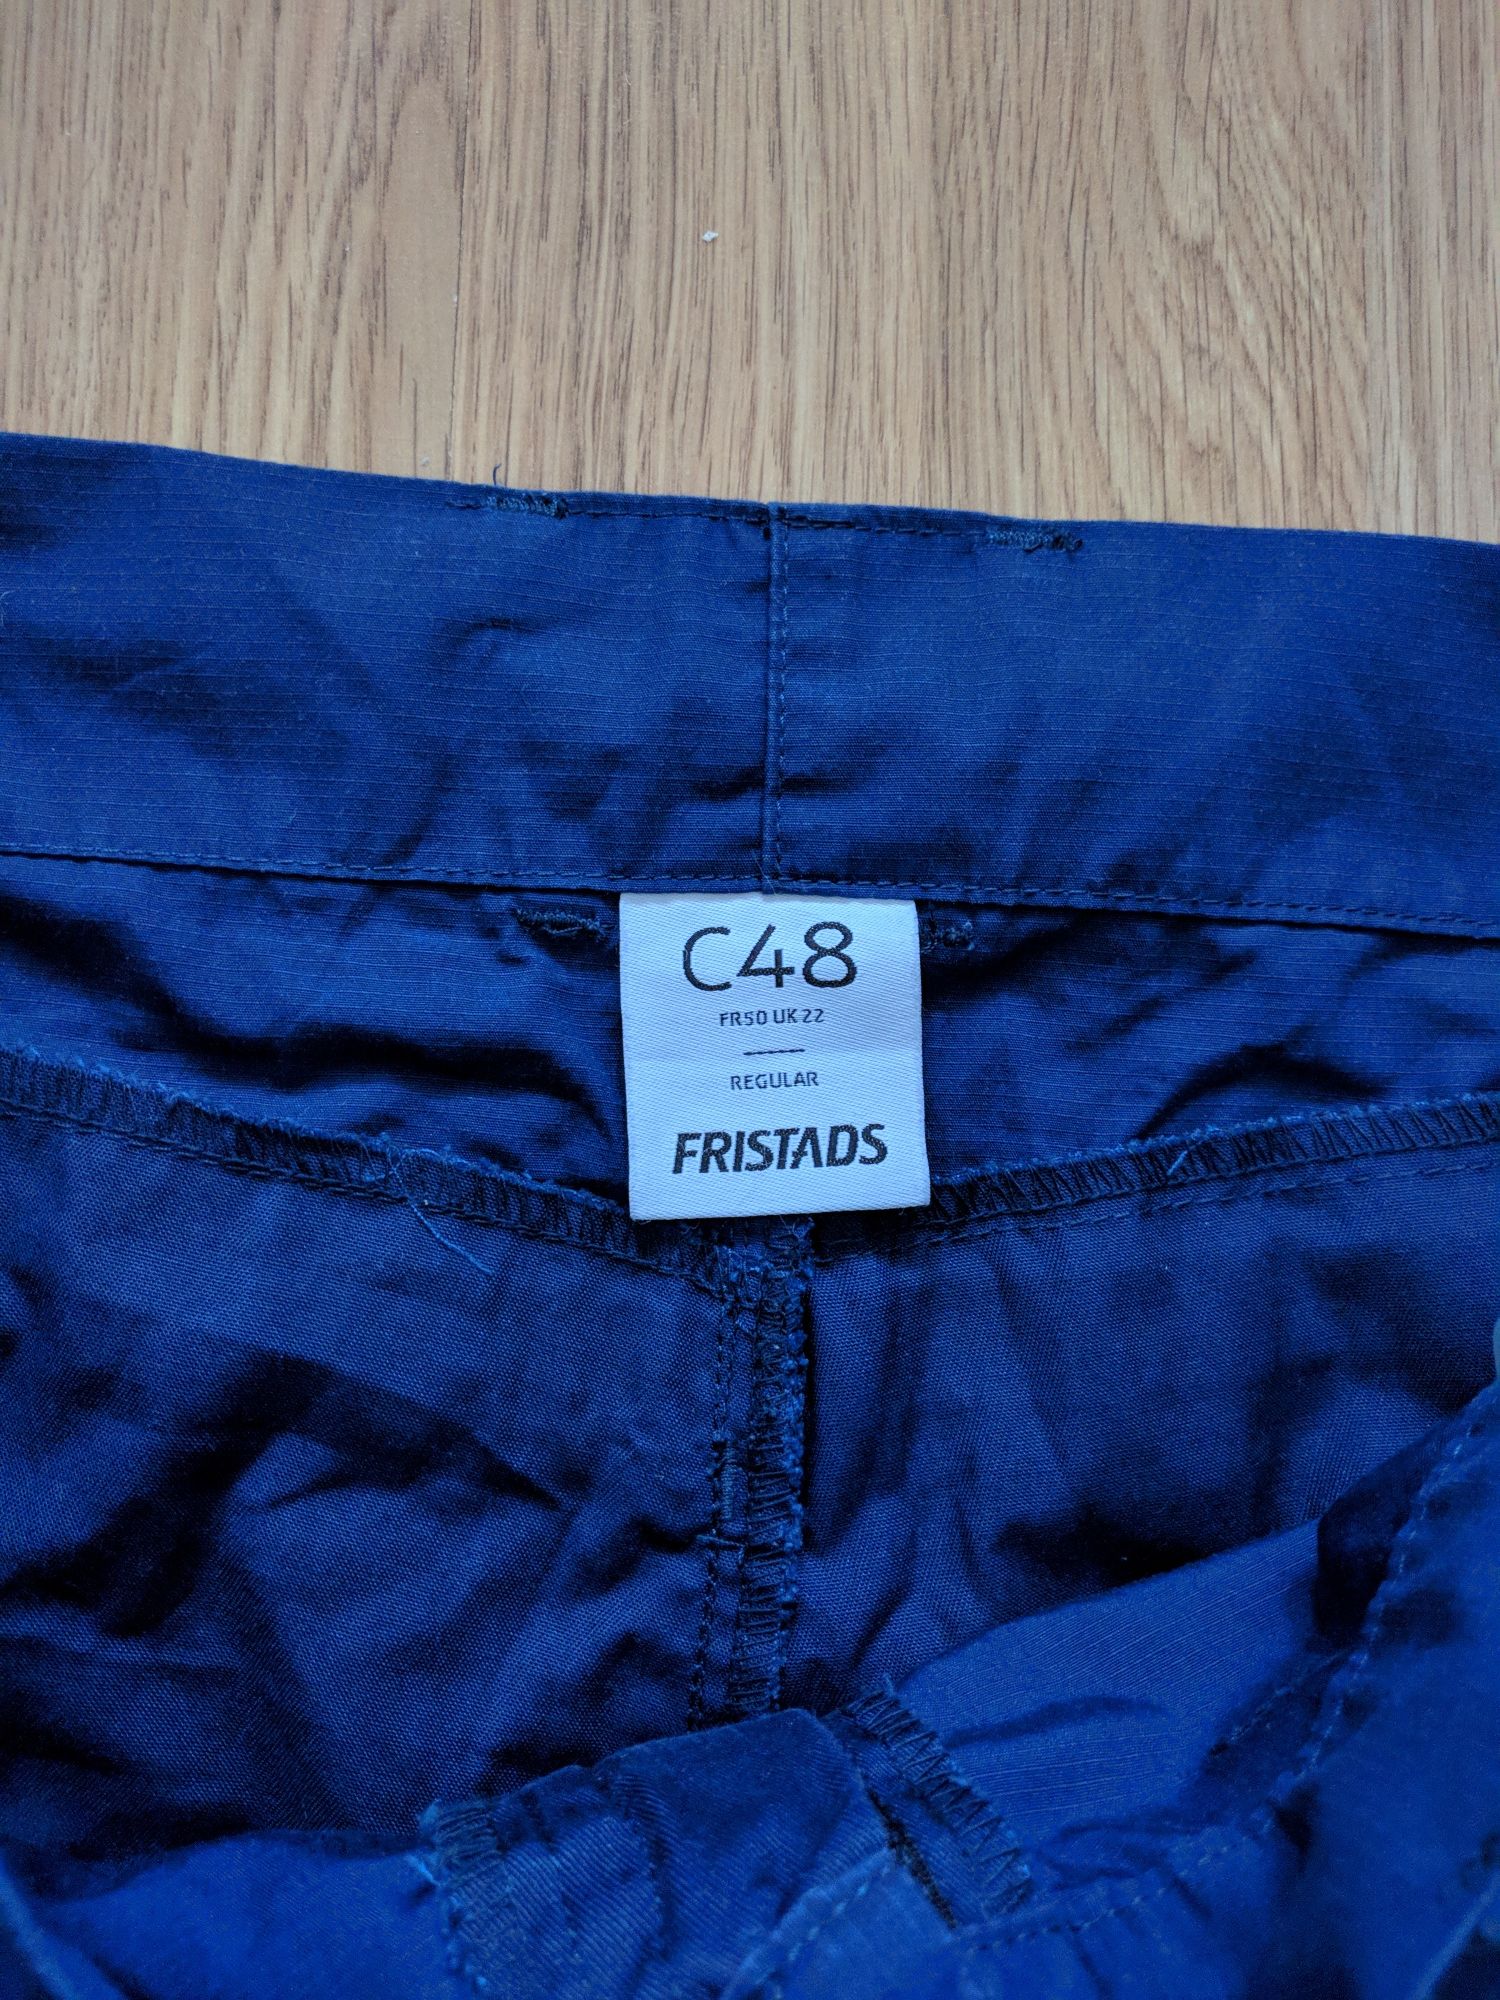 C48
FR50 UK 22
REGULAR
FRISTADS